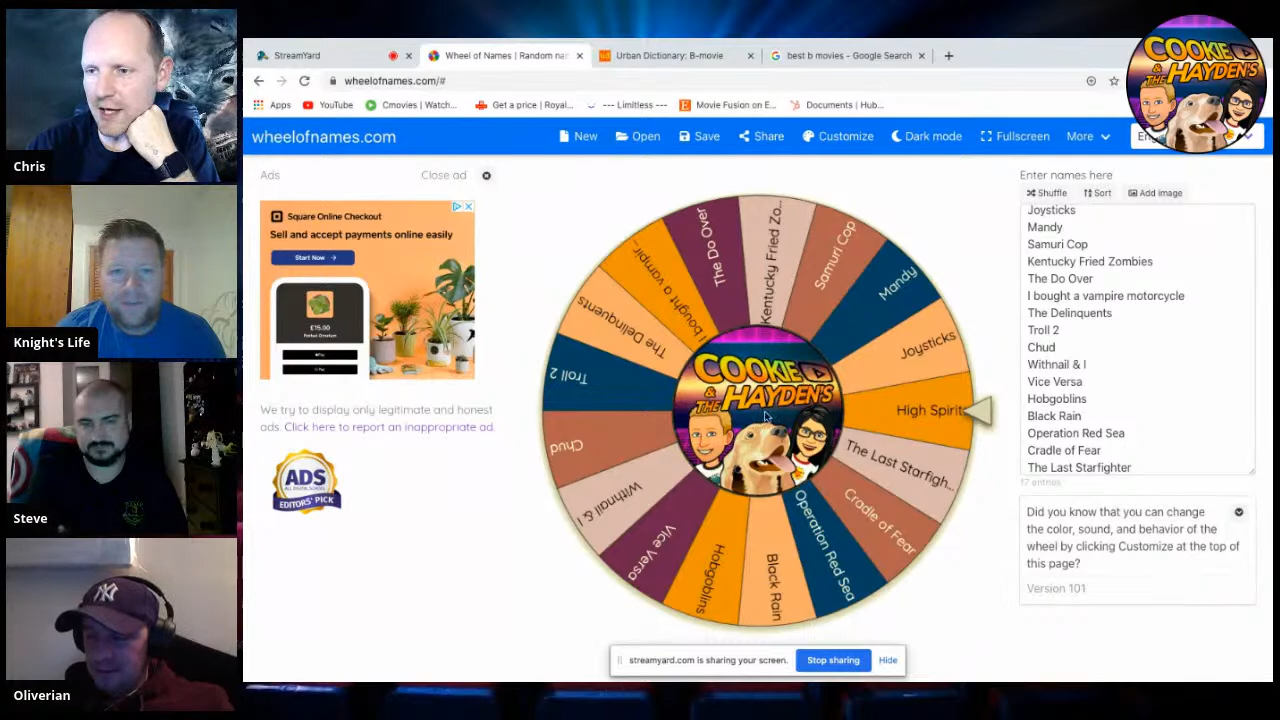 StreamYard
Wheel of Names | Random na
Urban Dictionary: B-movie
best b movies - Google Search
wheelofnames.com/#
Apps
YouTube
Cmovies | Watch...
Get a price | Royal...
--- Limitless ---
Movie Fusion on E...
Documents | Hub...
COOKIE
& THE HAYDEN'S
wheelofnames.com
New
Open
Save
Share
Customize
Dark mode
Fullscreen
More
Ads
Close ad
Square Online Checkout
Sell and accept payments online easily
Start Now →
£15.00
We try to display only legitimate and honest
ads. Click here to report an inappropriate ad.
ADS
EDITORS' PICK
The Do Over
Kentucky Fried Zo...
Samuri Cop
Mandy
Joysticks
High Spirit
The Last Starfigh...
Cradle of Fear
Operation Red Sea
Black Rain
Hobgoblins
Vice Versa
Withnail & I
Chud
Troll 2
The Delinquents
I bought a vampir...
COOKIE
& THE HAYDEN'S
Enter names here
Shuffle
Sort
Add image
Joysticks
Mandy
Samuri Cop
Kentucky Fried Zombies
The Do Over
I bought a vampire motorcycle
The Delinquents
Troll 2
Chud
Withnail & I
Vice Versa
Hobgoblins
Black Rain
Operation Red Sea
Cradle of Fear
The Last Starfighter
17 entries
Did you know that you can change
the color, sound, and behavior of the
wheel by clicking Customize at the top of
this page?
Version 101
streamyard.com is sharing your screen.
Stop sharing
Hide
Chris
Knight's Life
Steve
Oliverian